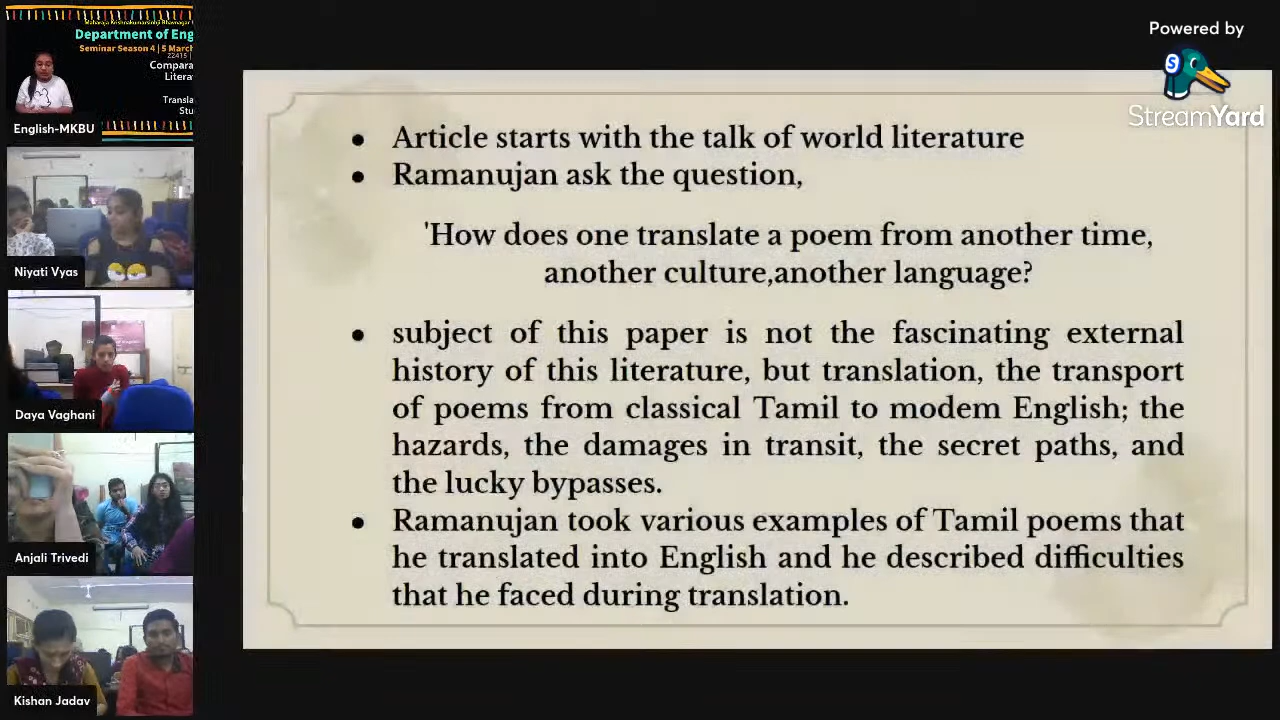 Maharaja Krishnakumarsinhji Bhavnagar
Department of Eng
Seminar Season 4 | 5 March
22415 |
Compara
Litera
Transla
Stu
English-MKBU
Niyati Vyas
Daya Vaghani
Anjali Trivedi
Kishan Jadav
Powered by
S
StreamYard
• Article starts with the talk of world literature
• Ramanujan ask the question,
'How does one translate a poem from another time,
another culture,another language?
• subject of this paper is not the fascinating external
history of this literature, but translation, the transport
of poems from classical Tamil to modem English; the
hazards, the damages in transit, the secret paths, and
the lucky bypasses.
• Ramanujan took various examples of Tamil poems that
he translated into English and he described difficulties
that he faced during translation.